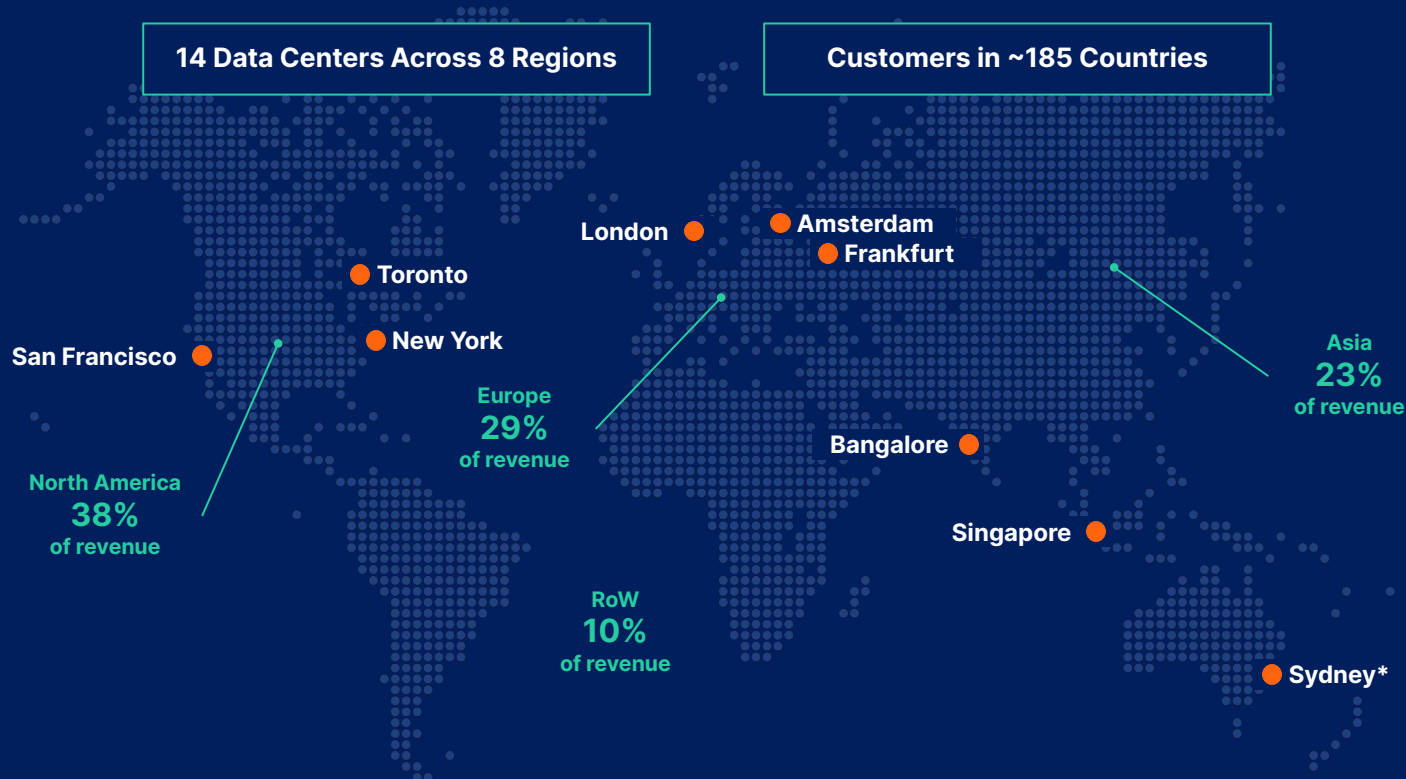 14 Data Centers Across 8 Regions
Customers in ~185 Countries
London
Amsterdam
Frankfurt
Toronto
New York
San Francisco
Asia
23%
of revenue
Europe
29%
of revenue
Bangalore
North America
38%
of revenue
Singapore
RoW
10%
of revenue
Sydney*